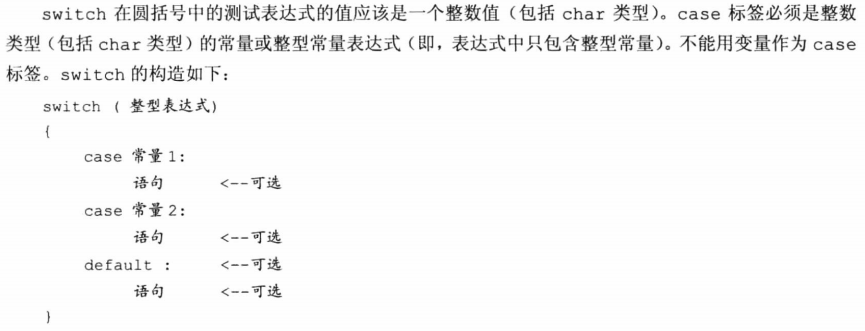 switch 在圆括号中的测试表达式的值应该是一个整数值（包括 char 类型）。case 标签必须是整数
类型（包括 char 类型）的常量或整型常量表达式（即，表达式中只包含整型常量）。不能用变量作为 case
标签。switch 的构造如下：
switch ( 整型表达式)
{
case 常量1:
语句 <--可选
case 常量2:
语句 <--可选
default : <--可选
语句 <--可选
}